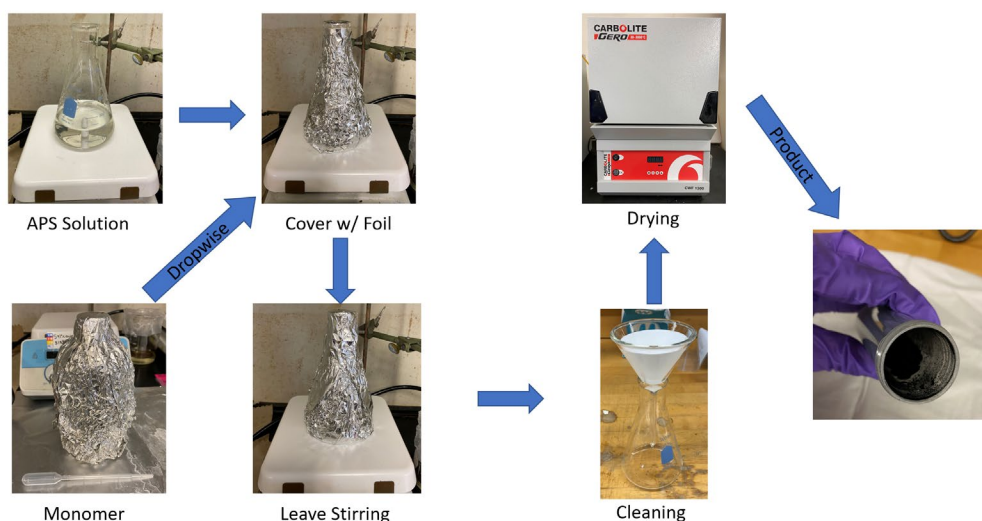 APS Solution
Cover w/ Foil
CARBOLITE
GERO
Drying
Product
Dropwise
Monomer
Leave Stirring
Cleaning